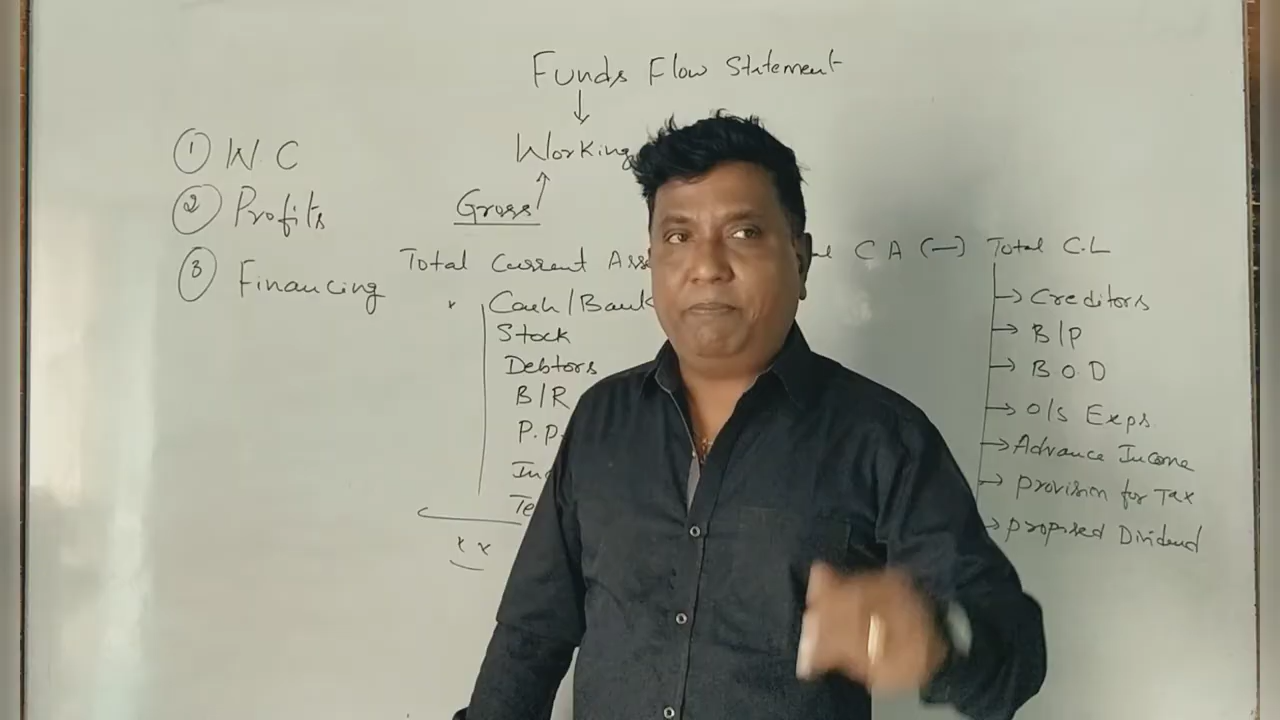 Funds Flow Statement
Working
① W C
② Profits
③ Financing
Gross
Total Current
C A (-) Total C.L
Cash/Bank
Stock
Debtors
B/R
P.P.
x x
Creditors
B/P
B.O.D
O/s Exps.
Advance Income
Provision for Tax
Proposed Dividend